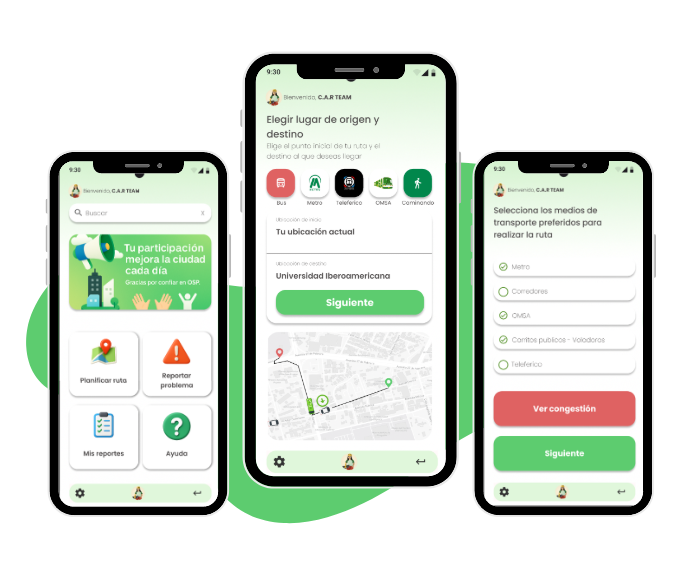 9:30
Bienvenido, C.A.R TEAM
Buscar
x
Tu participación
mejora la ciudad
cada día
Gracias por confiar en OSP.
Planificar ruta
Reportar
problema
Mis reportes
Ayuda
9:30
Bienvenida, C.A.R TEAM
Elegir lugar de origen y
destino
Elige el punto inicial de tu ruta y el
destino al que deseas llegar
Bus
Metro
Teleferico
OMSA
Caminando
Ubicación de inicio
Tu ubicación actual
Ubicación de destino
Universidad Iberoamericana
Siguiente
9:30
Bienvenido, C.A.R TEAM
Selecciona los medios de
transporte preferidos para
realizar la ruta
Metro
Corredores
OMSA
Carritos publicos - Voladoras
Teleferico
Ver congestión
Siguiente